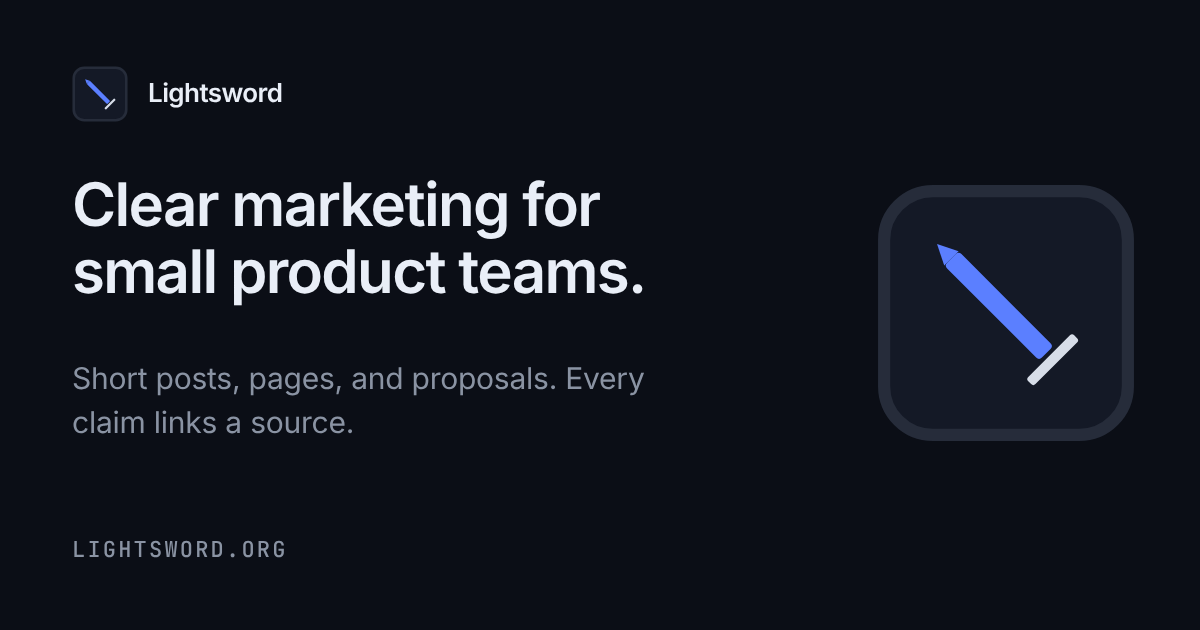 Lightsword
Clear marketing for
small product teams.
Short posts, pages, and proposals. Every
claim links a source.
LIGHTSWORD.ORG